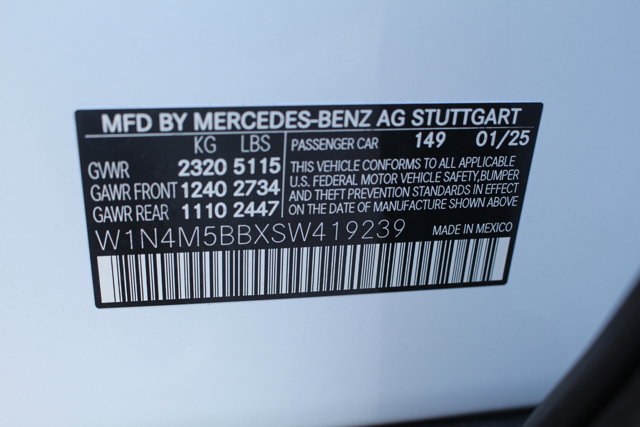 MFD BY MERCEDES-BENZ AG STUTTGART
KG LBS
GVWR 2320 5115
GAWR FRONT 1240 2734
GAWR REAR 1110 2447
PASSENGER CAR 149 01/25
THIS VEHICLE CONFORMS TO ALL APPLICABLE
U.S. FEDERAL MOTOR VEHICLE SAFETY, BUMPER
AND THEFT PREVENTION STANDARDS IN EFFECT
ON THE DATE OF MANUFACTURE SHOWN ABOVE
W1N4M5BBXSW419239
MADE IN MEXICO